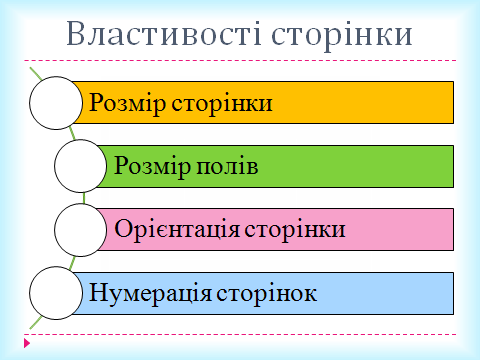 Властивості сторінки
Розмір сторінки
Розмір полів
Орієнтація сторінки
Нумерація сторінок